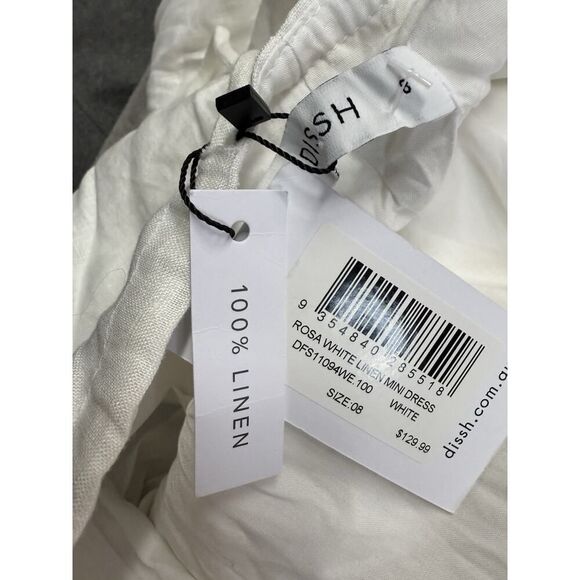 DISSH
8
100% LINEN
9 354840 285518
ROSA WHITE LINEN MINI DRESS
DFS11094WE.100 WHITE
SIZE:08
$129.99
dissh.com.au